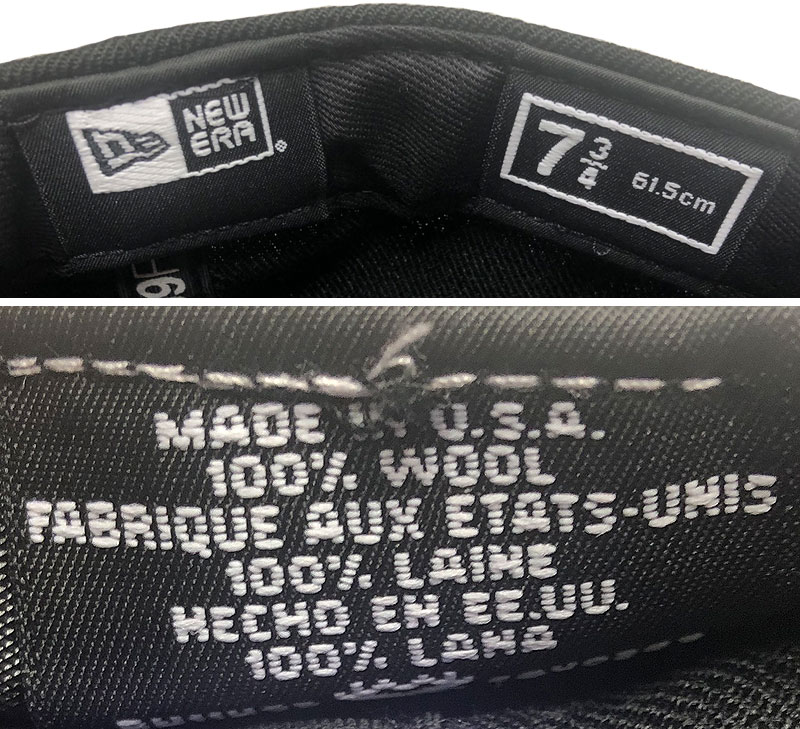 NEW
ERA
®
7 3/4 61.5cm
9F
MADE IN U.S.A.
100% WOOL
FABRIQUE AUX ETATS-UNIS
100% LAINE
HECHO EN EE.UU.
100% LANA